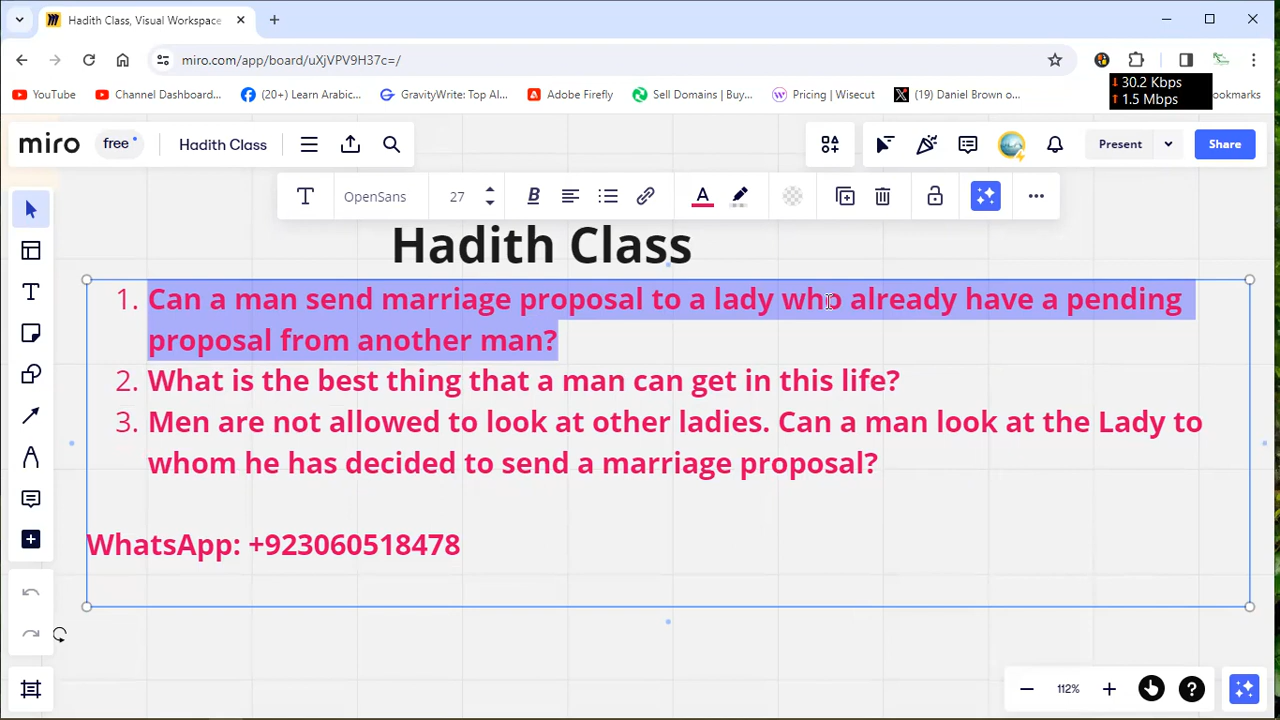 Hadith Class, Visual Workspace
miro.com/app/board/uXjVPV9H37c=/
YouTube Channel Dashboard... (20+) Learn Arabic... GravityWriter | AI... Adobe Firefly Sell Domains | Buy... Pricing | Wisecut (19) Daniel Brown o... ookmarks
30.2 Kbps
1.5 Mbps
miro free Hadith Class Present Share
OpenSans 27 B A
Hadith Class
1. Can a man send marriage proposal to a lady who already have a pending
proposal from another man?
2. What is the best thing that a man can get in this life?
3. Men are not allowed to look at other ladies. Can a man look at the Lady to
whom he has decided to send a marriage proposal?
WhatsApp: +923060518478
112%